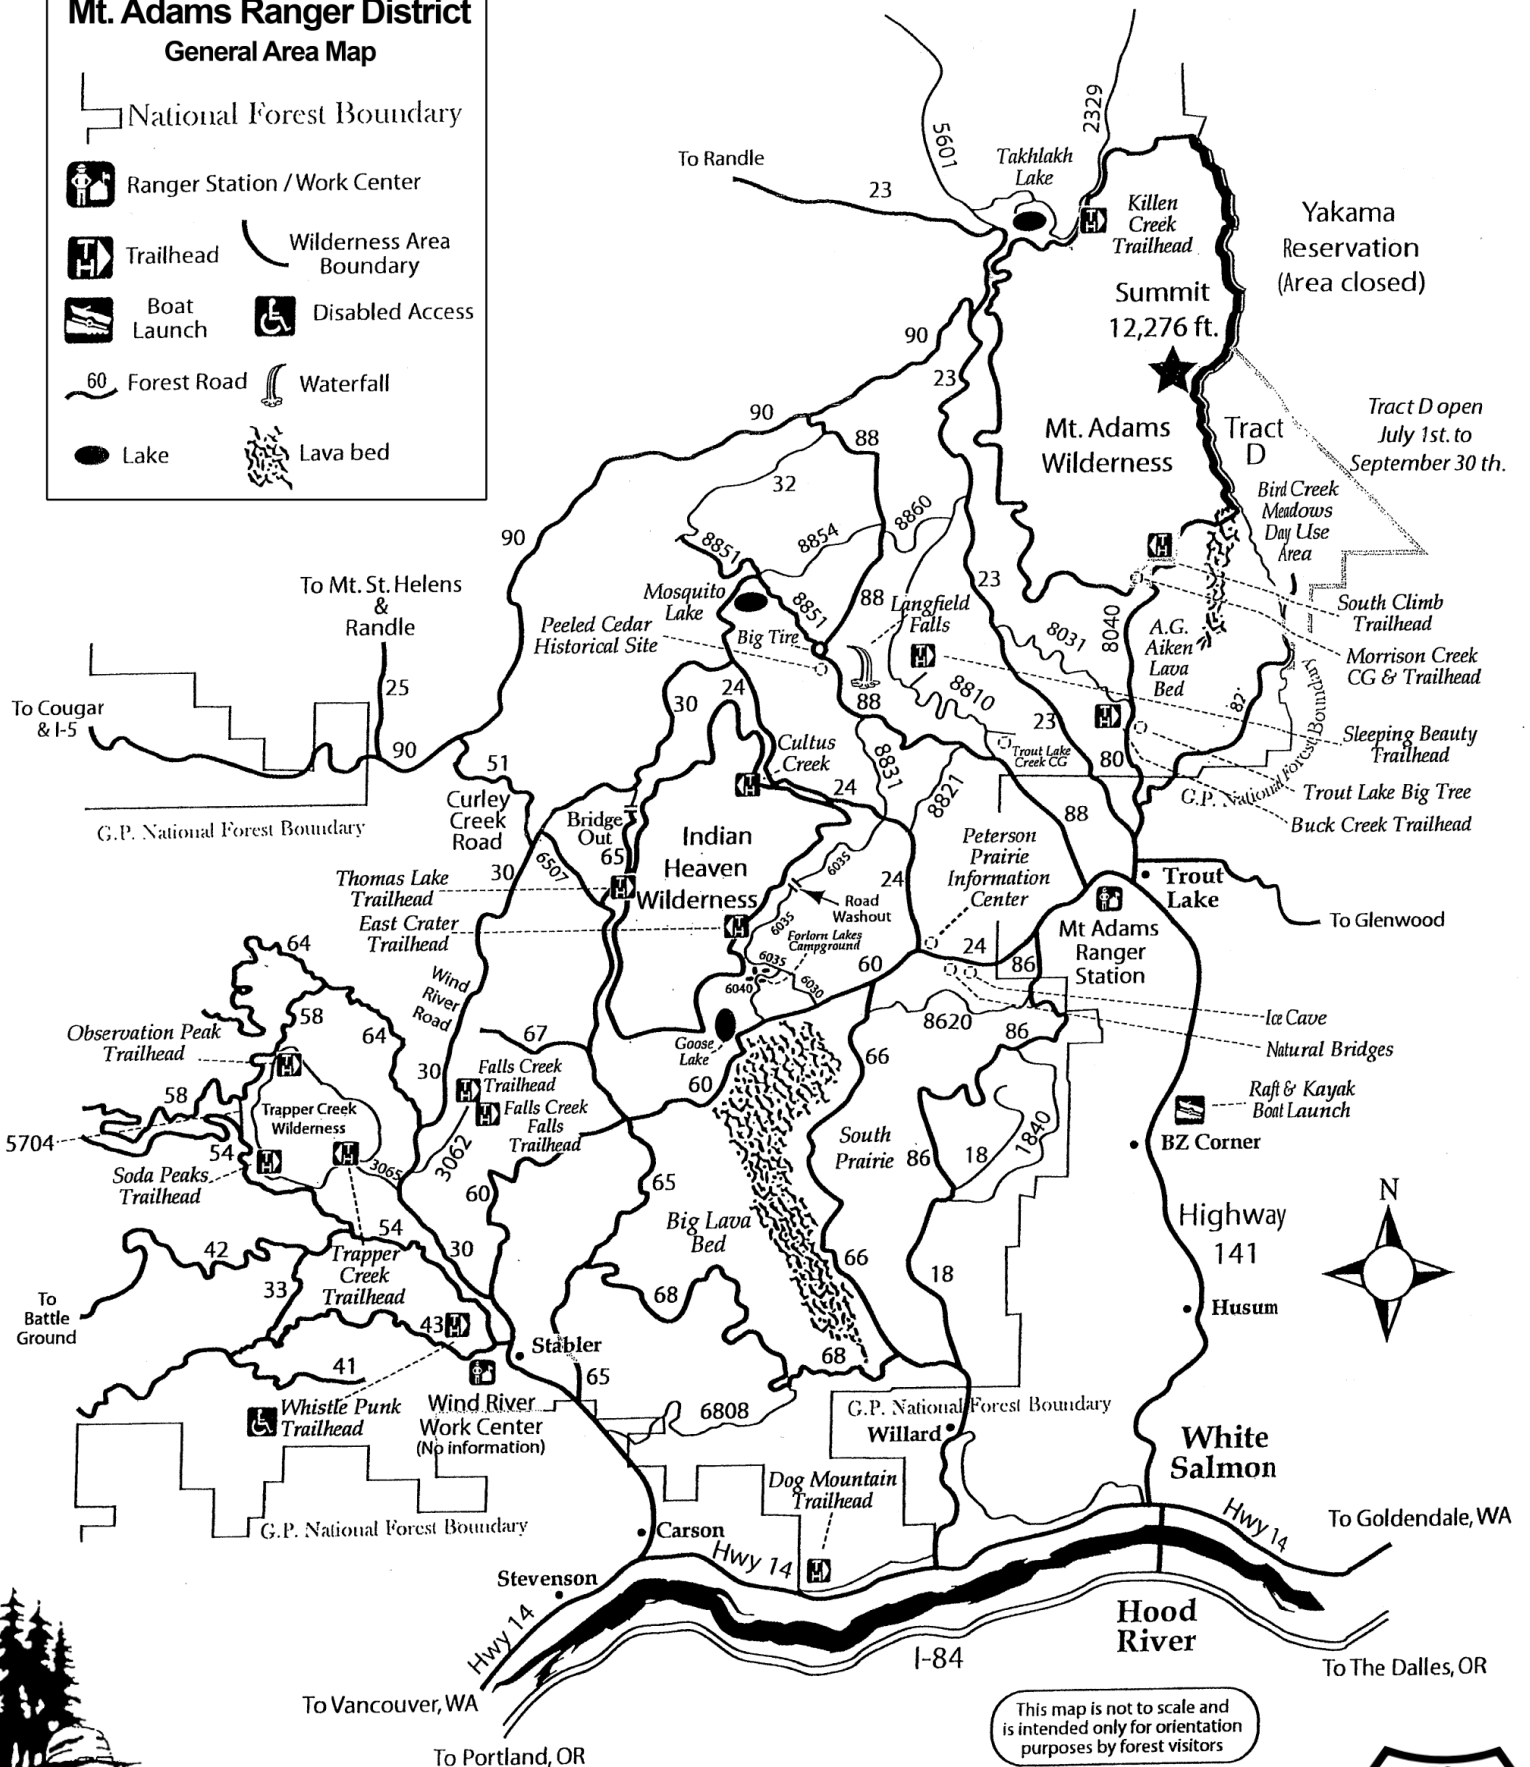 Mt. Adams Ranger District
General Area Map
National Forest Boundary
Ranger Station / Work Center
Trailhead
Wilderness Area
Boundary
Boat
Launch
Disabled Access
60
Forest Road
Waterfall
Lake
Lava bed
5601
2329
To Randle
23
Takhlakh
Lake
Killen
Creek
Trailhead
Yakama
Reservation
(Area closed)
Summit
12,276 ft.
90
23
Mt. Adams
Wilderness
Tract
D
Tract D open
July 1st. to
September 30 th.
90
88
32
8860
8854
8851
90
Bird Creek
Meadows
Day Use
Area
To Mt. St. Helens
&
Randle
25
Mosquito
Lake
8851
88
Langfield
Falls
23
Peeled Cedar
Historical Site
Big Tire
8031
8040
A.G.
Aiken
Lava
Bed
South Climb
Trailhead
Morrison Creek
CG & Trailhead
82
G.P. National Forest Boundary
Sleeping Beauty
Trailhead
Trout Lake Big Tree
Buck Creek Trailhead
To Cougar
& I-5
90
51
30
24
88
8810
23
80
Trout Lake
Creek CG
8831
8821
88
G.P. National Forest Boundary
Curley
Creek
Road
Cultus
Creek
24
Bridge
Out
65
6507
30
Indian
Heaven
Wilderness
Peterson
Prairie
Information
Center
6035
24
Road
Washout
6035
Thomas Lake
Trailhead
East Crater
Trailhead
Forlorn Lakes
Campground
6035
6040
6030
60
24
86
Trout
Lake
To Glenwood
Mt Adams
Ranger
Station
Ice Cave
Natural Bridges
Wind
River
Road
64
58
64
Observation Peak
Trailhead
67
Goose
Lake
60
8620
86
66
30
Falls Creek
Trailhead
Falls Creek
Falls
Trailhead
58
5704
54
Trapper Creek
Wilderness
3062
3065
Soda Peaks
Trailhead
Raft & Kayak
Boat Launch
BZ Corner
South
Prairie
86
18
1840
60
65
Big Lava
Bed
Highway
141
N
54
42
33
Trapper
Creek
Trailhead
30
66
18
68
Husum
To
Battle
Ground
43
Stabler
41
65
68
Whistle Punk
Trailhead
Wind River
Work Center
(No information)
6808
G.P. National Forest Boundary
Willard
White
Salmon
Dog Mountain
Trailhead
G.P. National Forest Boundary
Carson
Hwy 14
Hwy 14
To Goldendale, WA
Stevenson
Hwy 14
Hood
River
I-84
To The Dalles, OR
To Vancouver, WA
To Portland, OR
This map is not to scale and
is intended only for orientation
purposes by forest visitors